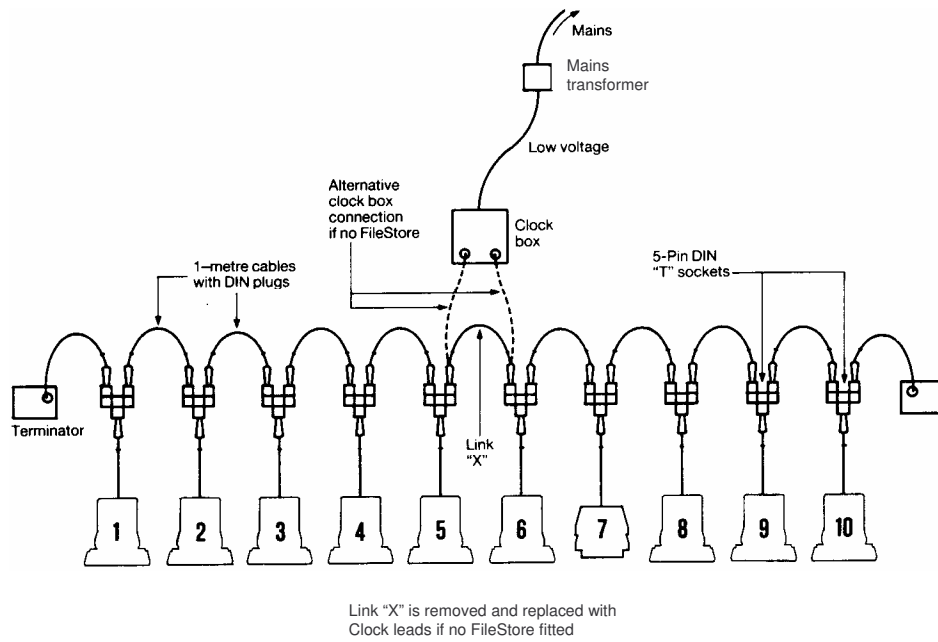 Mains
Mains
transformer
Low voltage
Alternative
clock box
connection
if no FileStore
Clock
box
1–metre cables
with DIN plugs
5-Pin DIN
“T” sockets
Terminator
Link
“X”
1 2 3 4 5 6 7 8 9 10
Link “X” is removed and replaced with
Clock leads if no FileStore fitted